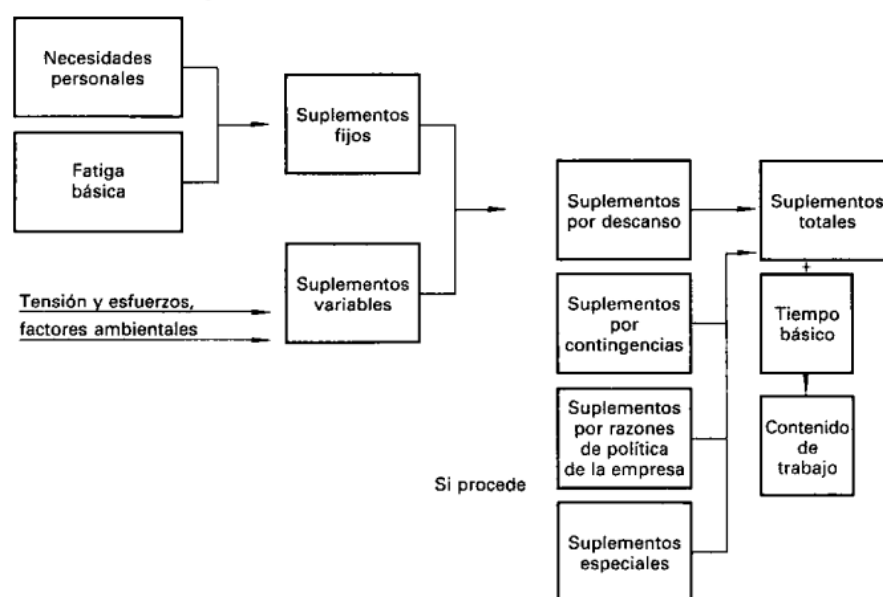 Necesidades
personales
Fatiga
básica
Tensión y esfuerzos,
factores ambientales
Suplementos
fijos
Suplementos
variables
Suplementos
por descanso
Suplementos
por
contingencias
Suplementos
por razones
de política
de la empresa
Si procede
Suplementos
especiales
Suplementos
totales
+
Tiempo
básico
Contenido
de
trabajo